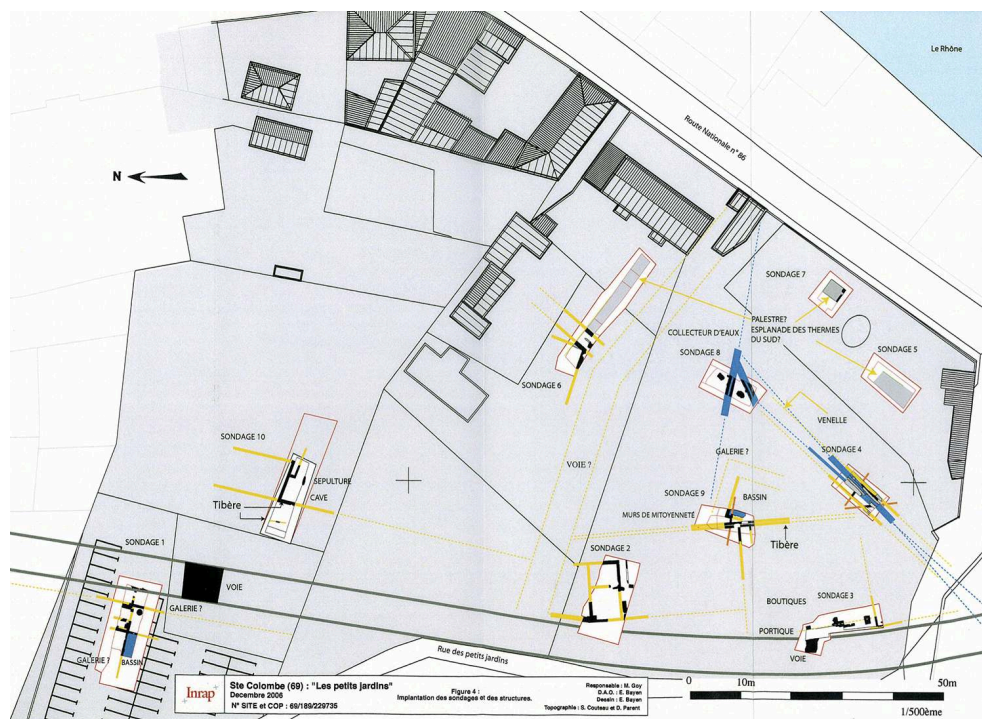 Le Rhône
Route Nationale n° 86
N
SONDAGE 7
PALESTRE?
ESPLANADE DES THERMES
DU SUD?
COLLECTEUR D'EAUX
SONDAGE 8
SONDAGE 5
SONDAGE 6
VENELLE
SONDAGE 10
SEPULTURE
CAVE
Tibère
VOIE ?
GALERIE ?
SONDAGE 4
SONDAGE 9
BASSIN
MURS DE MITOYENNETÉ
Tibère
SONDAGE 1
SONDAGE 2
VOIE
GALERIE ?
BOUTIQUES
SONDAGE 3
PORTIQUE
VOIE
GALERIE ?
BASSIN
Rue des petits jardins
Inrap
Ste Colombe (69) : "Les petits jardins"
Decembre 2006
N° SITE et COP : 69/189/229735
Figure 4 :
Implantation des sondages et des structures.
Responsable : M. Goy
D.A.O. : E. Bayen
Dessin : E. Bayen
Topographie : S. Couteau et D. Parent
0 10m 50m
1/500ème